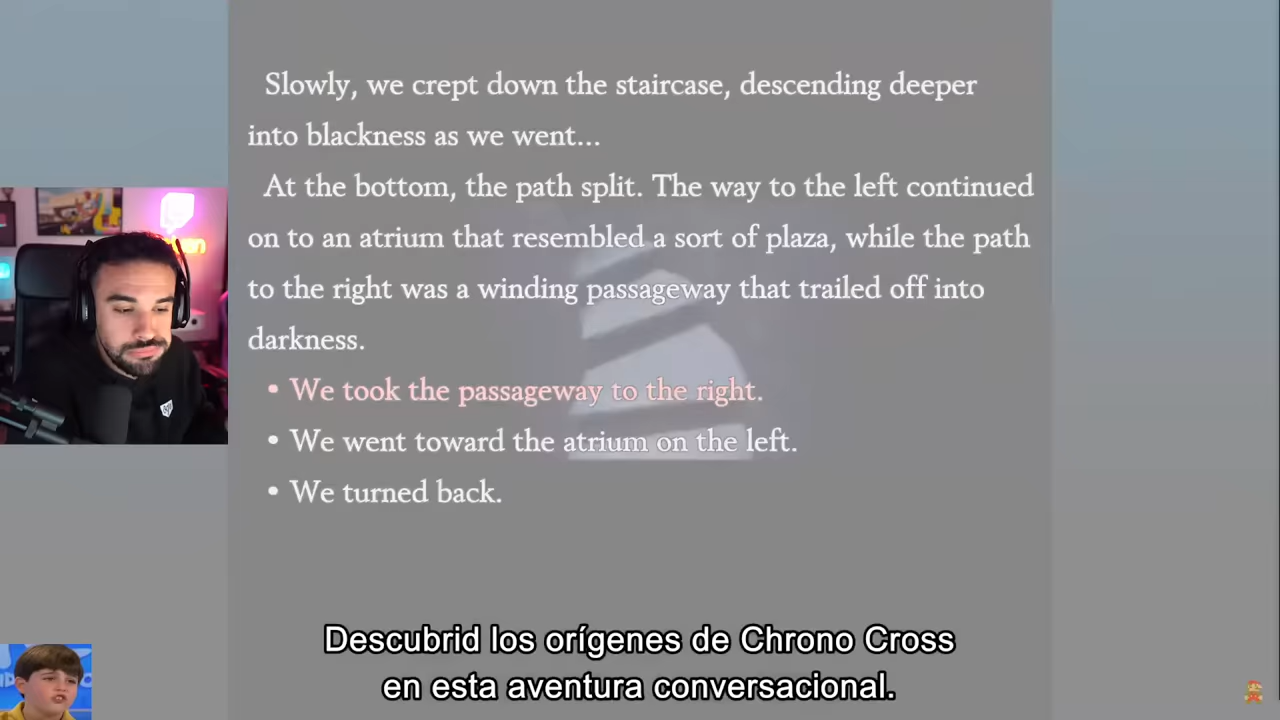 Slowly, we crept down the staircase, descending deeper
into blackness as we went...
At the bottom, the path split. The way to the left continued
on to an atrium that resembled a sort of plaza, while the path
to the right was a winding passageway that trailed off into
darkness.
• We took the passageway to the right.
• We went toward the atrium on the left.
• We turned back.
Descubrid los orígenes de Chrono Cross
en esta aventura conversacional.